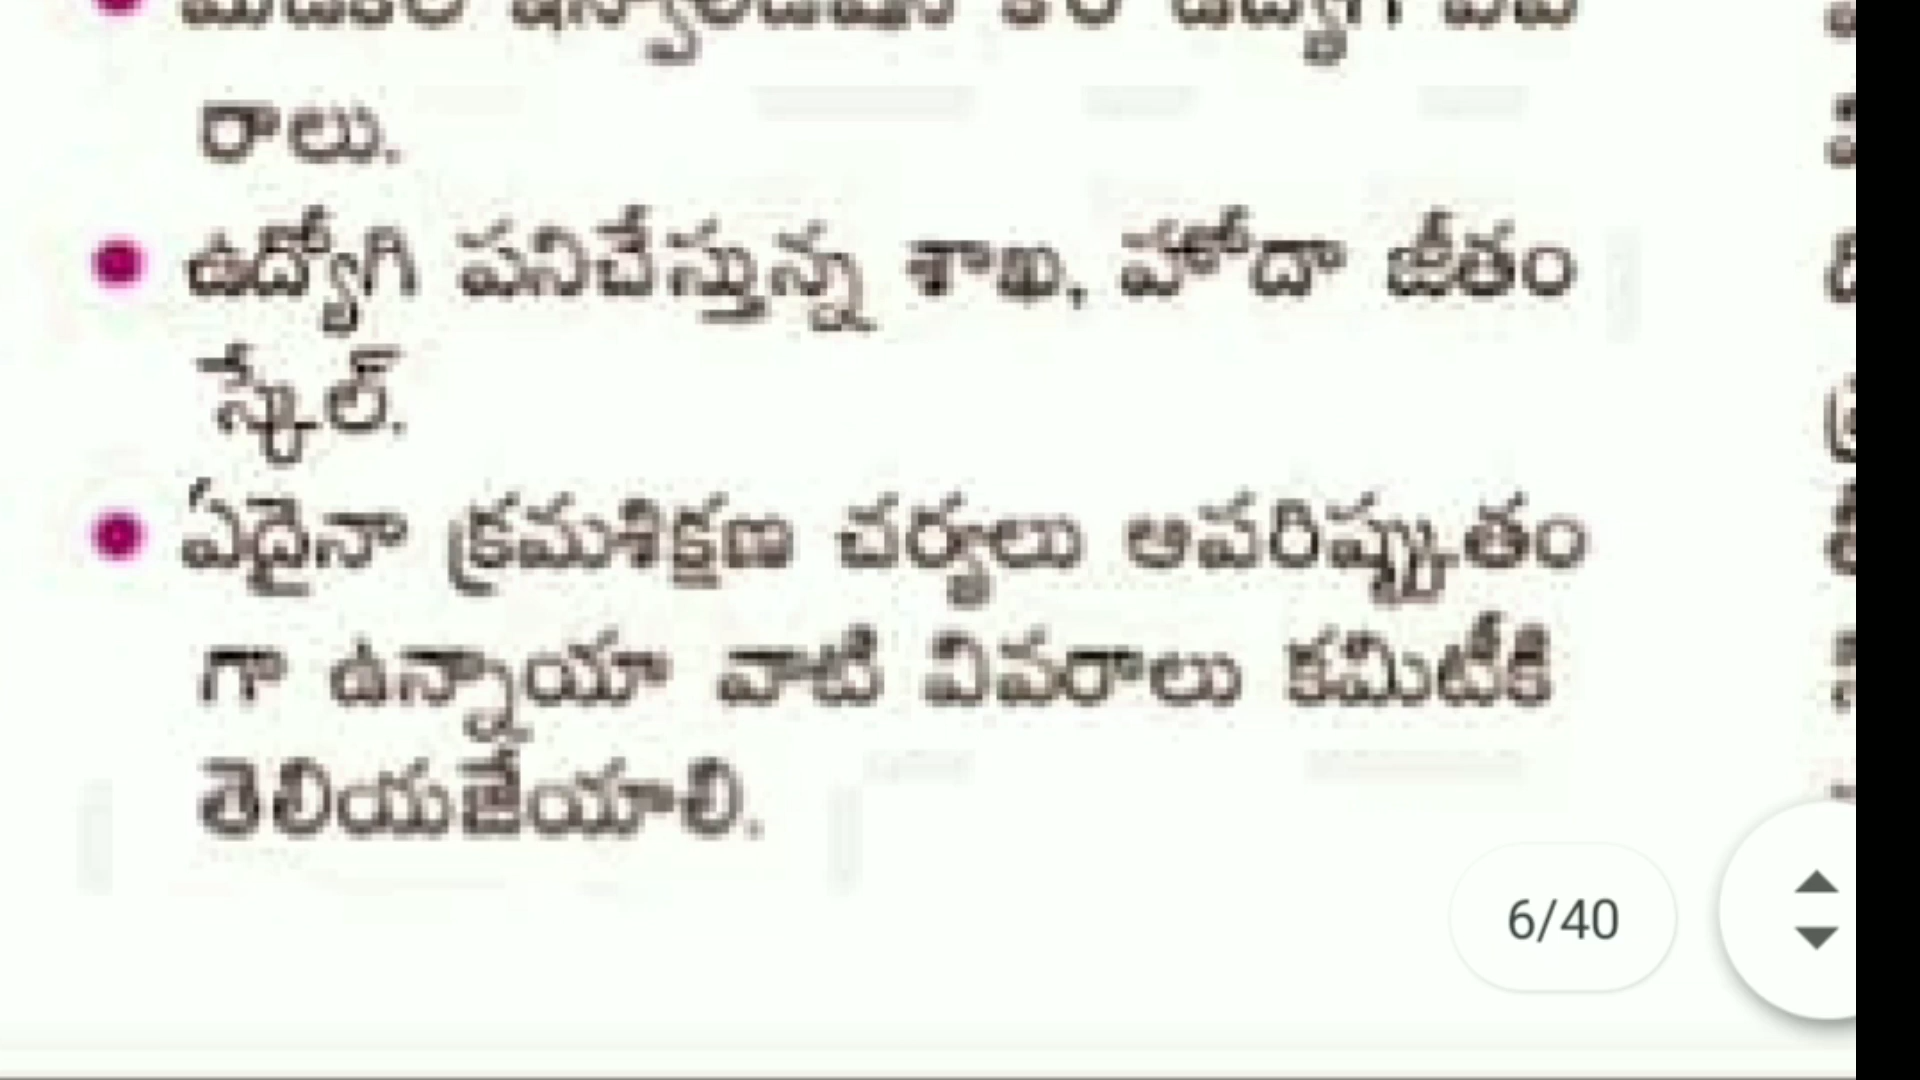 రాలు.
ఉద్యోగి పనిచేస్తున్న శాఖ, హోదా జీతం
స్కేల్.
ఏదైనా క్రమశిక్షణ చర్యలు అపరిష్కృతం
గా ఉన్నాయా వాటి వివరాలు కమిటీకి
తెలియజేయాలి.
6/40